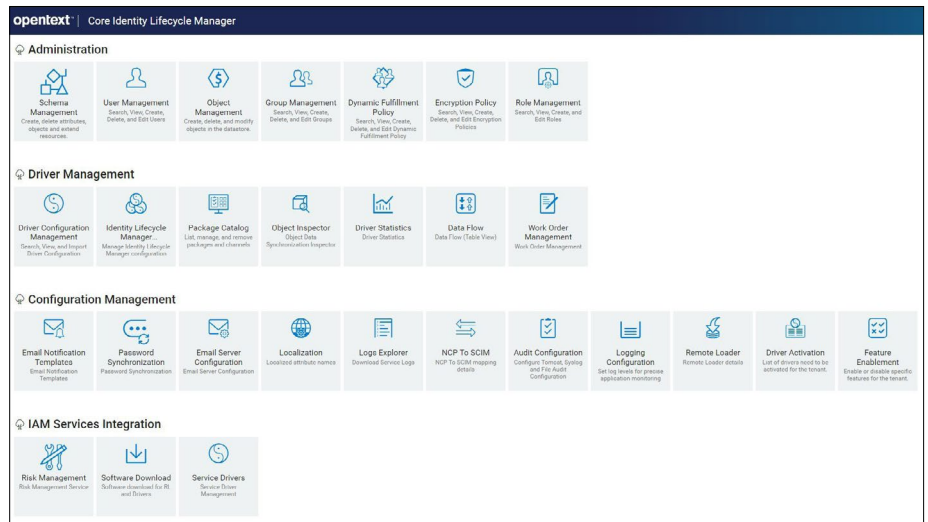 opentext™ | Core Identity Lifecycle Manager
Administration
Schema
Management
Create, delete attributes,
objects and extend
resources.
User Management
Search, View, Create,
Delete, and Edit Users
Object
Management
Create, delete, and modify
objects in the datastore.
Group Management
Search, View, Create,
Delete, and Edit Groups
Dynamic Fulfillment
Policy
Search, View, Create,
Delete, and Edit Dynamic
Fulfillment Policy
Encryption Policy
Search, View, Create,
Delete, and Edit Encryption
Policies
Role Management
Search, View, Create, and
Edit Roles
Driver Management
Driver Configuration
Management
Search, View, and Import
Driver Configuration
Identity Lifecycle
Manager...
Manage Identity Lifecycle
Manager configuration
Package Catalog
List, manage, and remove
packages and channels
Object Inspector
Object Data
Synchronization Inspector
Driver Statistics
Driver Statistics
Data Flow
Data Flow (Table View)
Work Order
Management
Work Order Management
Configuration Management
Email Notification
Templates
Email Notification
Templates
Password
Synchronization
Password Synchronization
Email Server
Configuration
Email Server Configuration
Localization
Localized attribute names
Logs Explorer
Download Service Logs
NCP To SCIM
NCP To SCIM mapping
details
Audit Configuration
Configure Tomcat, Syslog
and File Audit
Configuration
Logging
Configuration
Set log levels for precise
application monitoring
Remote Loader
Remote Loader details
Driver Activation
List of drivers need to be
activated for the tenant.
Feature
Enablement
Enable or disable specific
features for the tenant.
IAM Services Integration
Risk Management
Risk Management Service
Software Download
Software download for RL
and Drivers
Service Drivers
Service Driver
Management